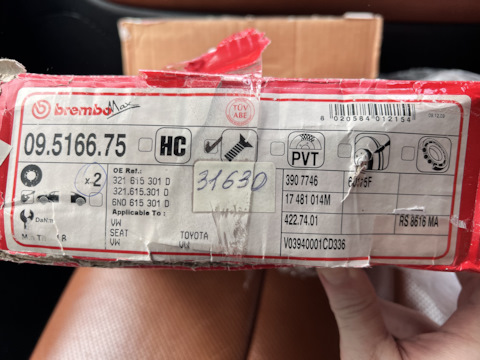 brembo Max
TÜV
ABE
8 020584 012154
09.5166.75
HC
PVT
x2
OE Ref.:
321 615 301 D
321.615.301 D
6N0 615 301 D
Applicable To :
VW
SEAT TOYOTA
VW
31630
390 7746
17 481 014M
422.74.01
RS 8616 MA
V03940001CD336